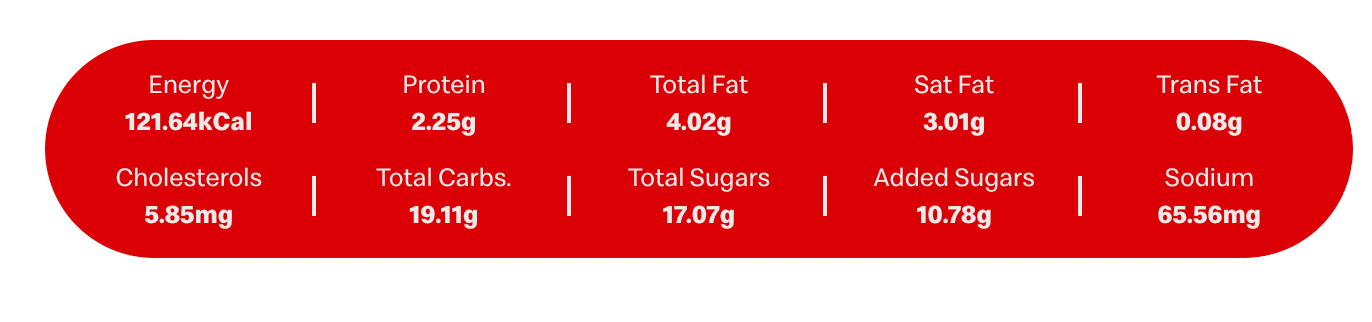 Energy Protein Total Fat Sat Fat Trans Fat
121.64kCal 2.25g 4.02g 3.01g 0.08g
Cholesterols Total Carbs. Total Sugars Added Sugars Sodium
5.85mg 19.11g 17.07g 10.78g 65.56mg